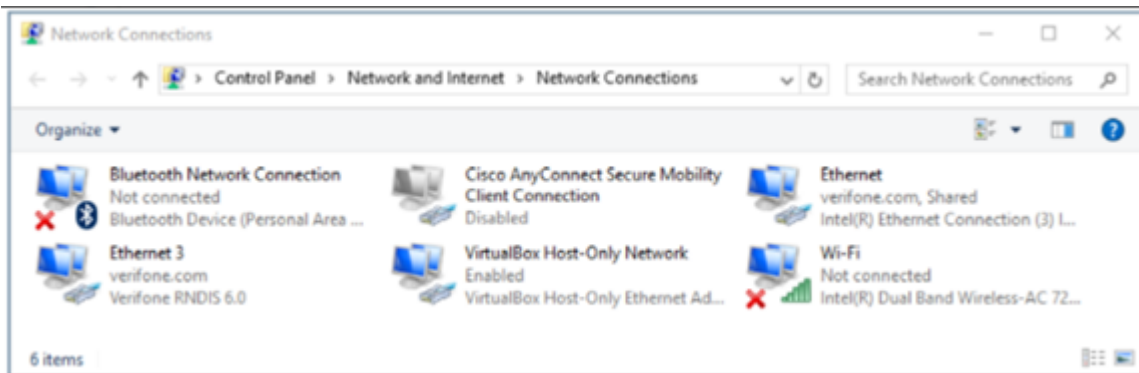 Network Connections
Control Panel > Network and Internet > Network Connections
Search Network Connections
Organize
Bluetooth Network Connection
Not connected
Bluetooth Device (Personal Area ...
Cisco AnyConnect Secure Mobility
Client Connection
Disabled
Ethernet
verifone.com, Shared
Intel(R) Ethernet Connection (3) I...
Ethernet 3
verifone.com
Verifone RNDIS 6.0
VirtualBox Host-Only Network
Enabled
VirtualBox Host-Only Ethernet Ad...
Wi-Fi
Not connected
Intel(R) Dual Band Wireless-AC 72...
6 items